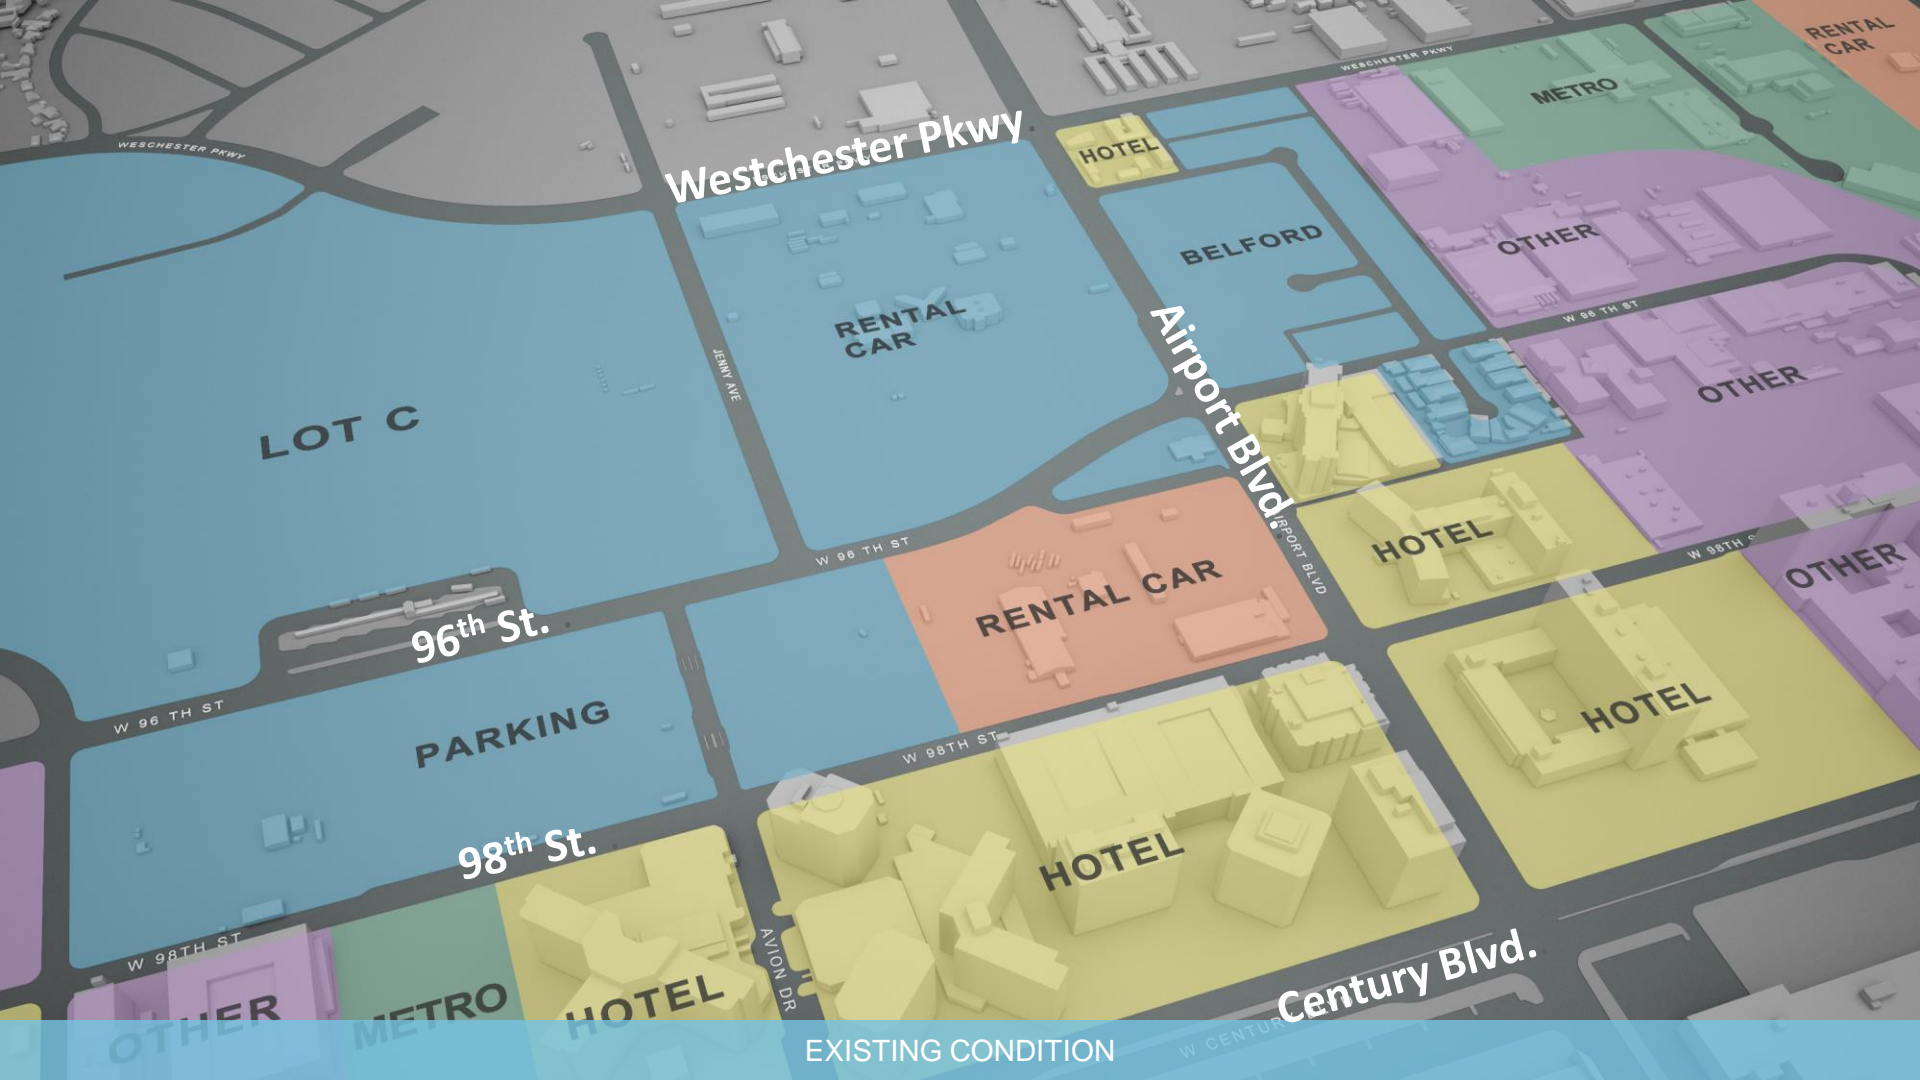 RENTAL
CAR
WESCHESTER PKWY
METRO
WESCHESTER PKWY
Westchester Pkwy
HOTEL
BELFORD
OTHER
W 96 TH ST
RENTAL
CAR
JENNY AVE
Airport Blvd.
OTHER
LOT C
W 96 TH ST
HOTEL
W 98TH S
OTHER
RENTAL CAR
RPORT BLVD
96th St.
W 96 TH ST
PARKING
HOTEL
W 98TH ST
98th St.
HOTEL
W 98TH ST
AVION DR
OTHER
METRO
HOTEL
Century Blvd.
W CENTUR
EXISTING CONDITION